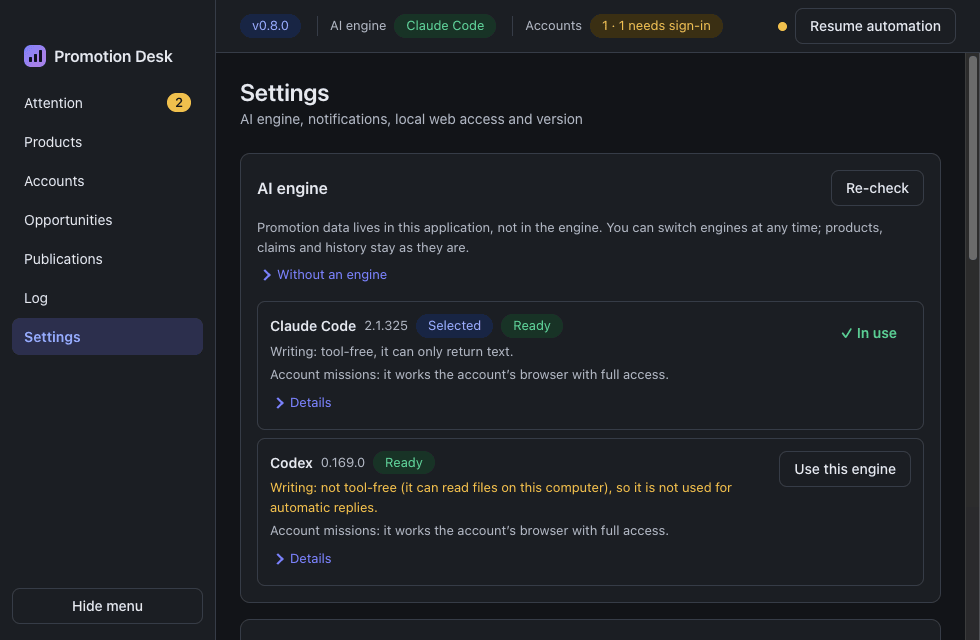 Promotion Desk
Attention 2
Products
Accounts
Opportunities
Publications
Log
Settings
Hide menu
v0.8.0 AI engine Claude Code Accounts 1 · 1 needs sign-in Resume automation
Settings
AI engine, notifications, local web access and version
AI engine Re-check
Promotion data lives in this application, not in the engine. You can switch engines at any time; products,
claims and history stay as they are.
Without an engine
Claude Code 2.1.325 Selected Ready
✓ In use
Writing: tool-free, it can only return text.
Account missions: it works the account’s browser with full access.
Details
Codex 0.169.0 Ready
Use this engine
Writing: not tool-free (it can read files on this computer), so it is not used for
automatic replies.
Account missions: it works the account’s browser with full access.
Details